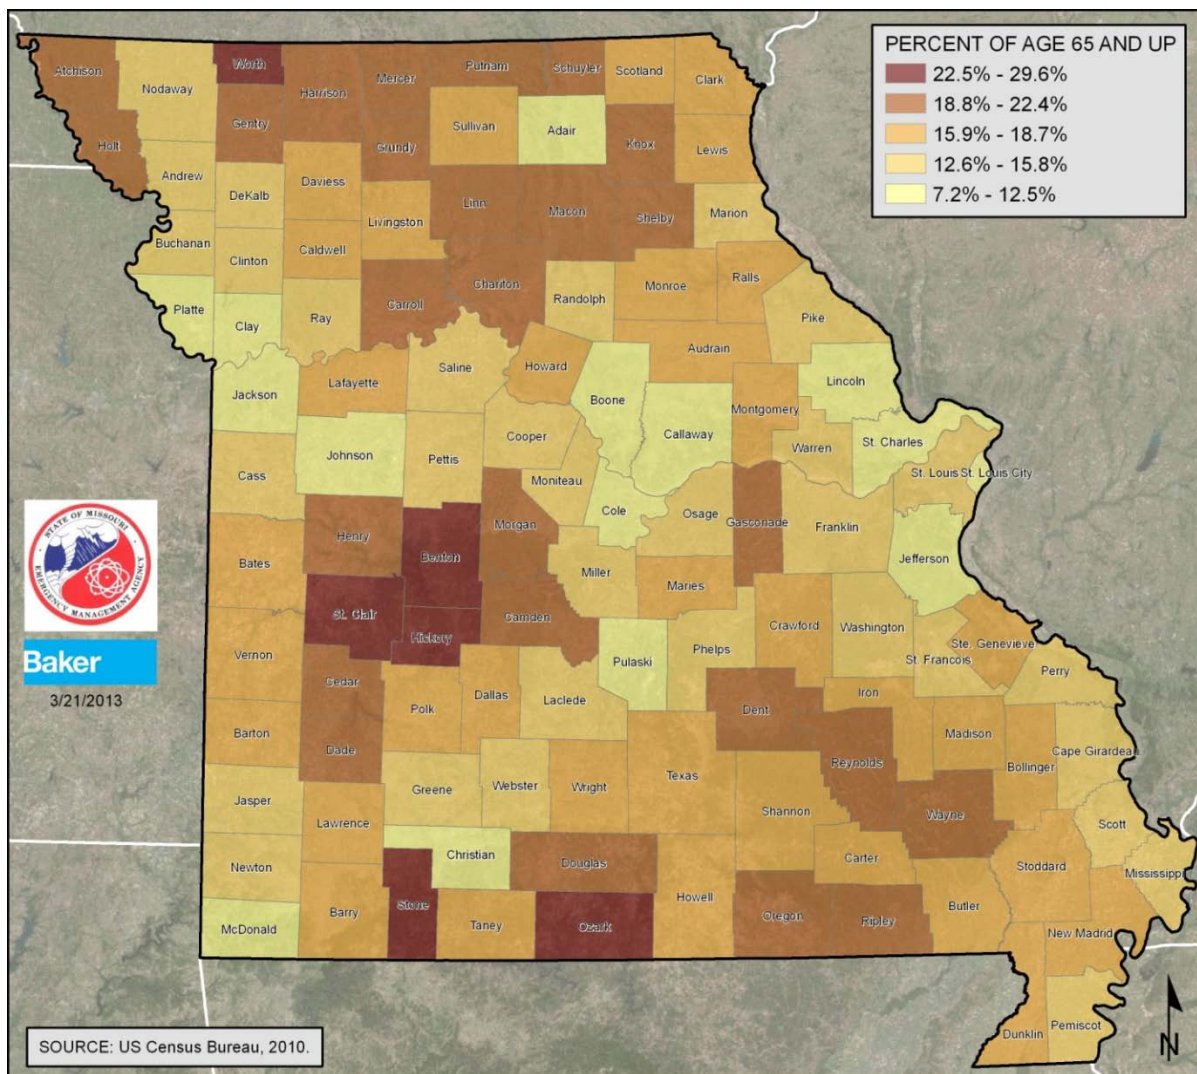 PERCENT OF AGE 65 AND UP
22.5% - 29.6%
18.8% - 22.4%
15.9% - 18.7%
12.6% - 15.8%
7.2% - 12.5%
Atchison
Nodaway
Worth
Harrison
Mercer
Putnam
Schuyler
Scotland
Clark
Holt
Gentry
Grundy
Sullivan
Adair
Knox
Lewis
Andrew
DeKalb
Daviess
Livingston
Linn
Macon
Shelby
Marion
Buchanan
Clinton
Caldwell
Carroll
Chariton
Randolph
Monroe
Ralls
Platte
Clay
Ray
Saline
Howard
Audrain
Pike
Jackson
Lafayette
Boone
Callaway
Montgomery
Lincoln
Johnson
Pettis
Cooper
Warren
St. Charles
Cass
Moniteau
Cole
Osage
Gasconade
Franklin
St. Louis
St. Louis City
Henry
Benton
Morgan
Miller
Maries
Jefferson
Bates
St. Clair
Hickory
Camden
Crawford
Washington
Ste. Genevieve
Vernon
Cedar
Pulaski
Phelps
St. Francois
Perry
Polk
Dallas
Laclede
Dent
Iron
Barton
Dade
Madison
Bollinger
Cape Girardeau
Jasper
Greene
Webster
Wright
Texas
Reynolds
Shannon
Wayne
Scott
Lawrence
Newton
Christian
Douglas
Carter
Stoddard
Mississippi
McDonald
Barry
Stone
Taney
Ozark
Howell
Oregon
Ripley
Butler
New Madrid
Dunklin
Pemiscot
STATE OF MISSOURI
EMERGENCY MANAGEMENT AGENCY
Baker
3/21/2013
SOURCE: US Census Bureau, 2010.
N